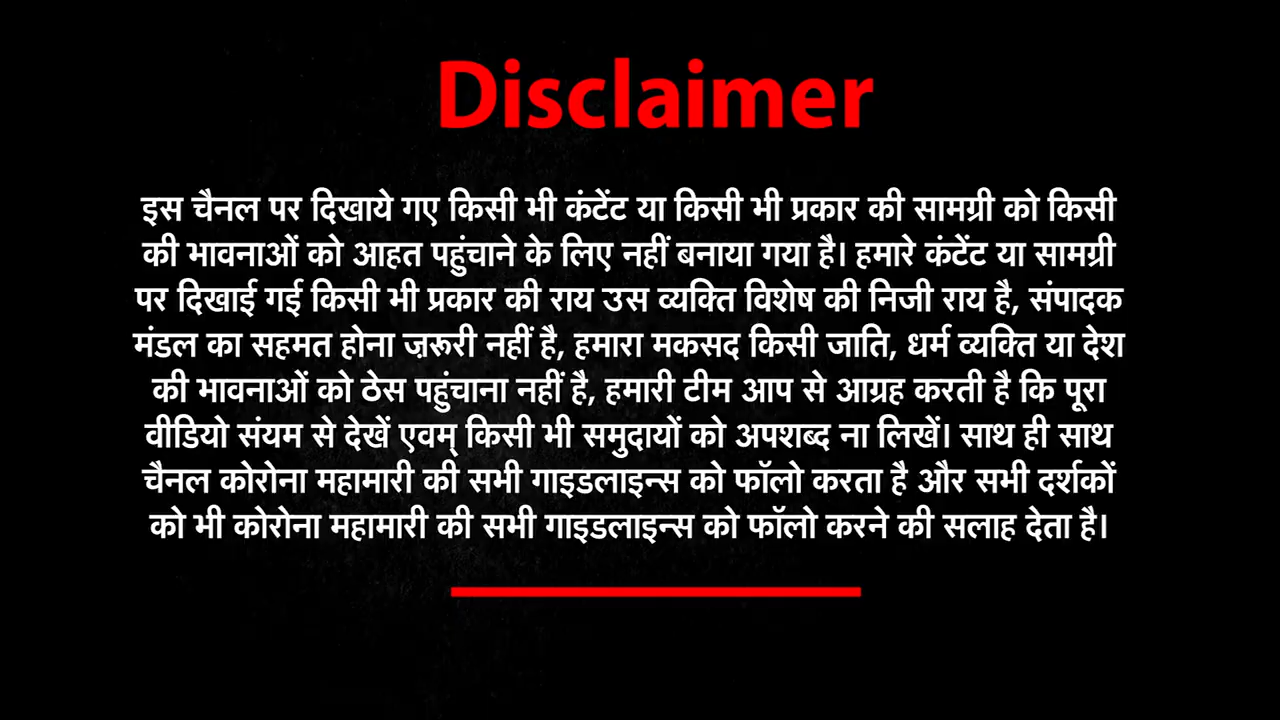 Disclaimer
इस चैनल पर दिखाये गए किसी भी कंटेंट या किसी भी प्रकार की सामग्री को किसी
की भावनाओं को आहत पहुंचाने के लिए नहीं बनाया गया है। हमारे कंटेंट या सामग्री
पर दिखाई गई किसी भी प्रकार की राय उस व्यक्ति विशेष की निजी राय है, संपादक
मंडल का सहमत होना ज़रूरी नहीं है, हमारा मकसद किसी जाति, धर्म व्यक्ति या देश
की भावनाओं को ठेस पहुंचाना नहीं है, हमारी टीम आप से आग्रह करती है कि पूरा
वीडियो संयम से देखें एवम् किसी भी समुदायों को अपशब्द ना लिखें। साथ ही साथ
चैनल कोरोना महामारी की सभी गाइडलाइन्स को फॉलो करता है और सभी दर्शकों
को भी कोरोना महामारी की सभी गाइडलाइन्स को फॉलो करने की सलाह देता है।